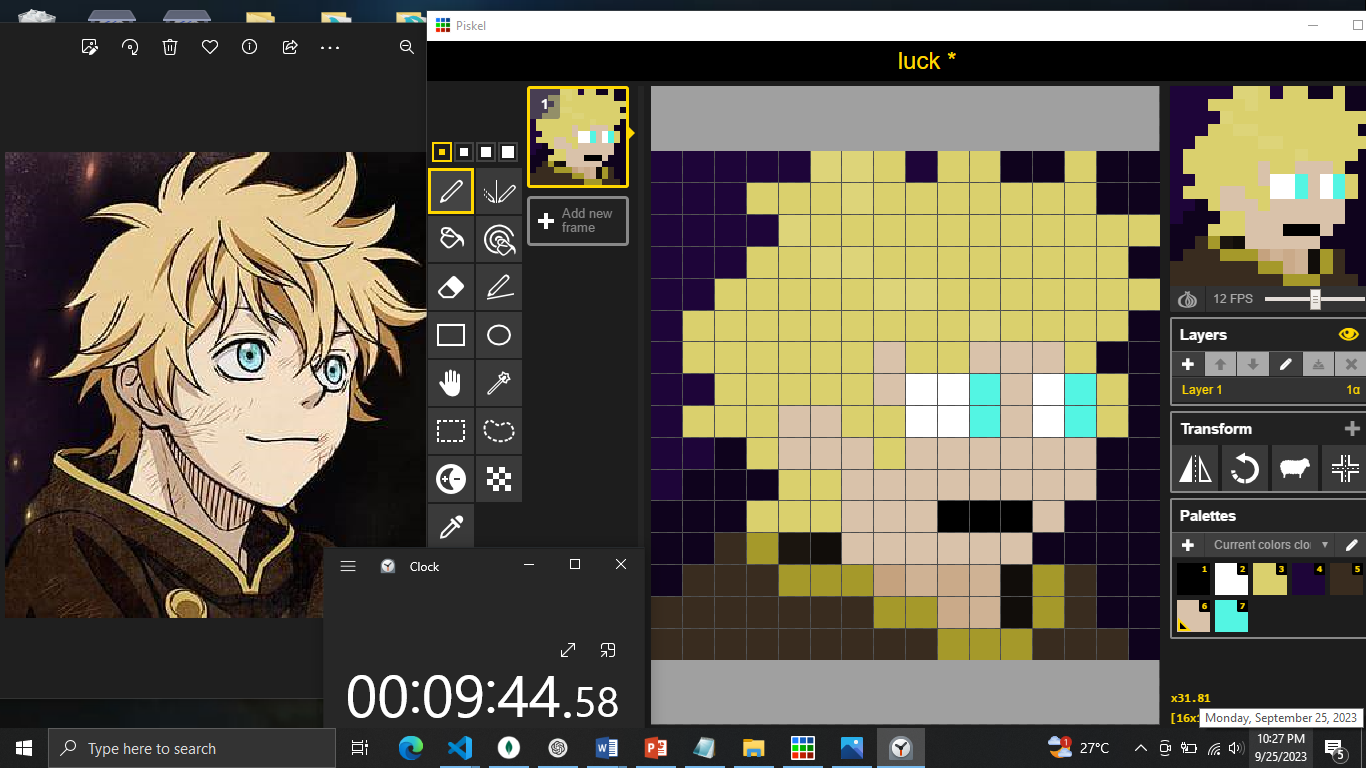 Piskel
luck *
1
Add new
frame
12 FPS
Layers
Layer 1
1α
Transform
Palettes
Current colors clo
1
2
3
4
5
6
7
Clock
00:09:44.58
x31.81
Monday, September 25, 2023
Type here to search
1
27°C
10:27 PM
9/25/2023
5